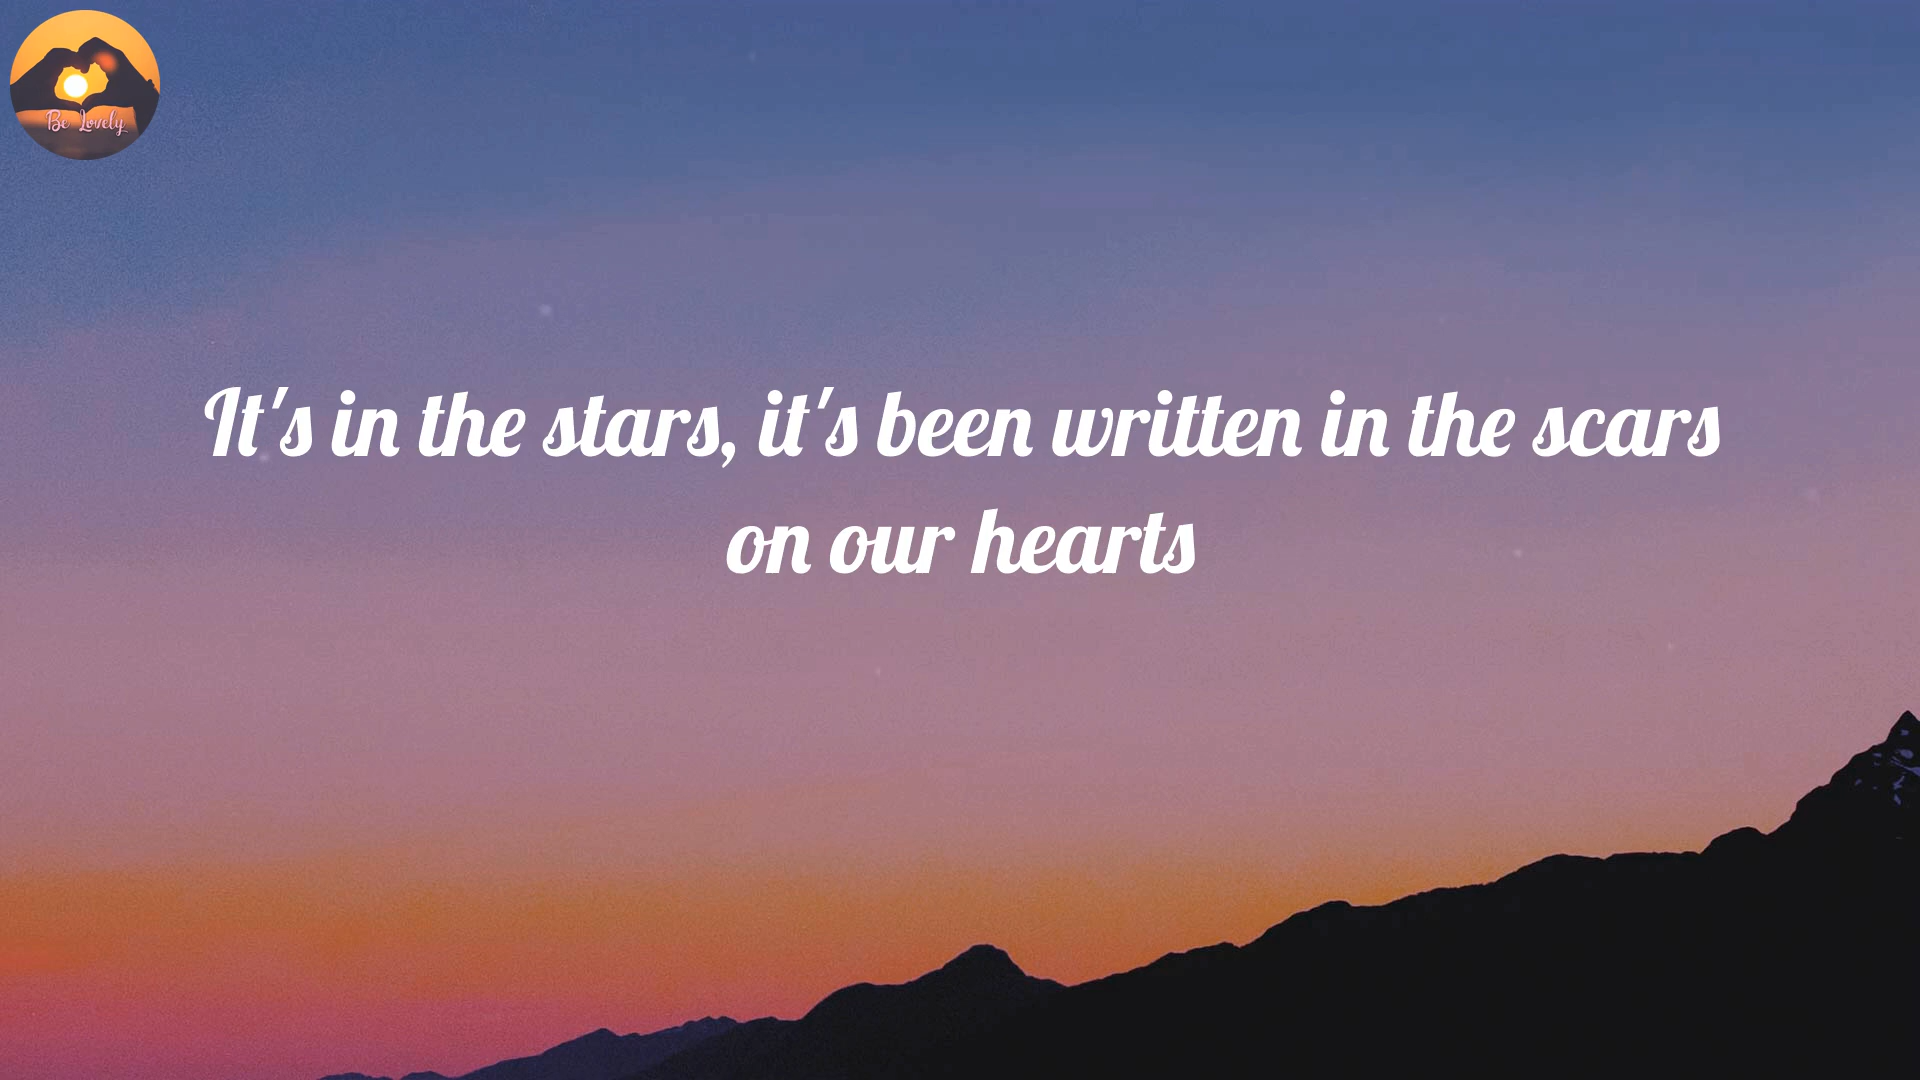 Be Lovely
It's in the stars, it's been written in the scars
on our hearts